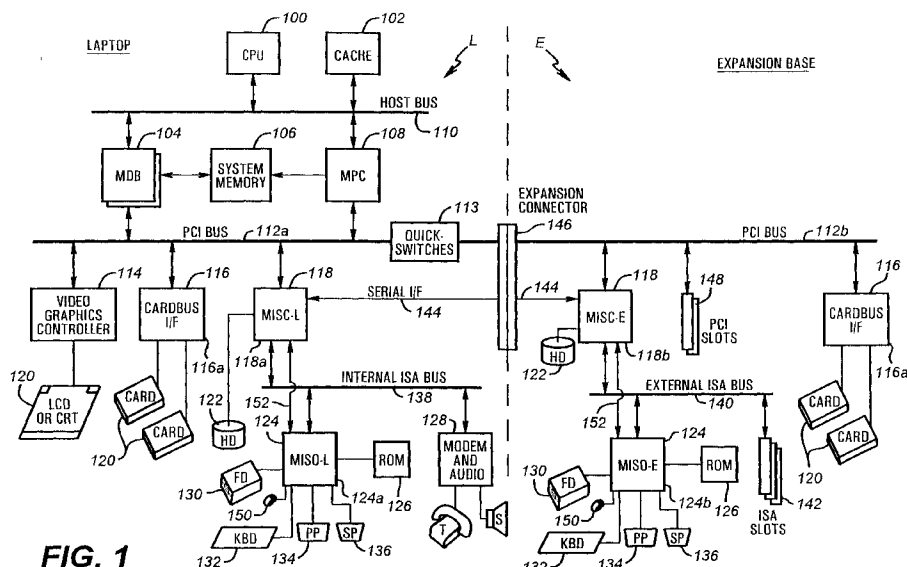 100 102
LAPTOP CPU CACHE L E EXPANSION BASE
HOST BUS
110
104 106 108
MDB SYSTEM MEMORY MPC
EXPANSION CONNECTOR
113 146
PCI BUS 112a QUICK-SWITCHES PCI BUS 112b
114 116 118 118 148 116
VIDEO GRAPHICS CONTROLLER CARDBUS I/F MISC-L SERIAL I/F 144 144 MISC-E PCI SLOTS CARDBUS I/F
116a 118a HD 122 118b 116a
120 INTERNAL ISA BUS 138 EXTERNAL ISA BUS 140
LCD OR CRT CARD CARD 120 122 HD 152 152 CARD CARD 120
124 128 124
MISO-L ROM MODEM AND AUDIO MISO-E ROM
FD 130 126 FD 130 126 142
150 124a T S 150 124b ISA SLOTS
KBD PP SP KBD PP SP
132 134 136 132 134 136
FIG. 1